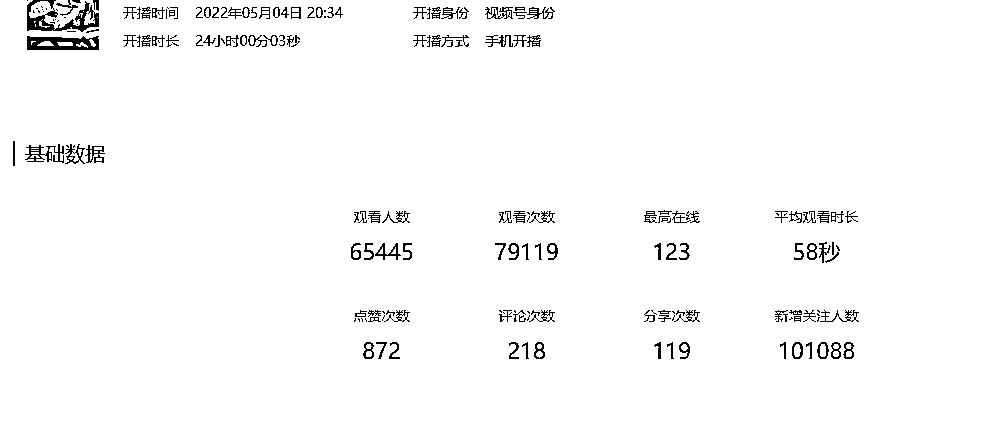 开播时间 2022年05月04日 20:34 开播身份 视频号身份
开播时长 24小时00分03秒 开播方式 手机开播
基础数据
观看人数 观看次数 最高在线 平均观看时长
65445 79119 123 58秒
点赞次数 评论次数 分享次数 新增关注人数
872 218 119 101088